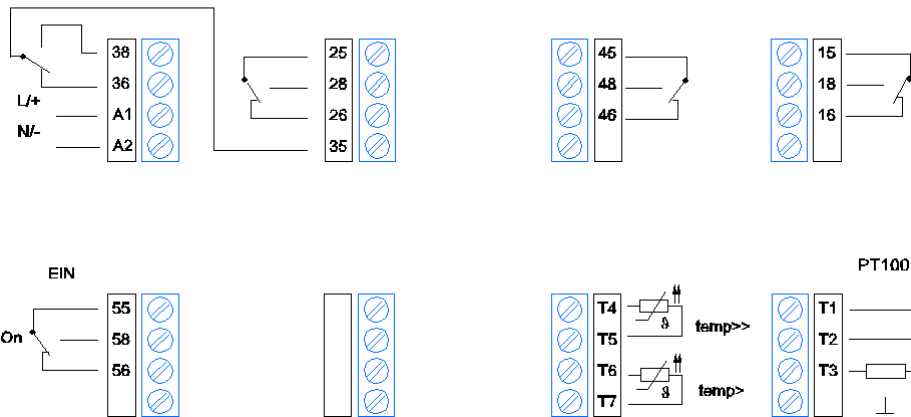 38
36
L/+
A1
N/-
A2
25
28
26
35
45
48
46
15
18
16
EIN
On
55
58
56
T4
T5
T6
T7
ϑ
temp>>
ϑ
temp>
PT100
T1
T2
T3